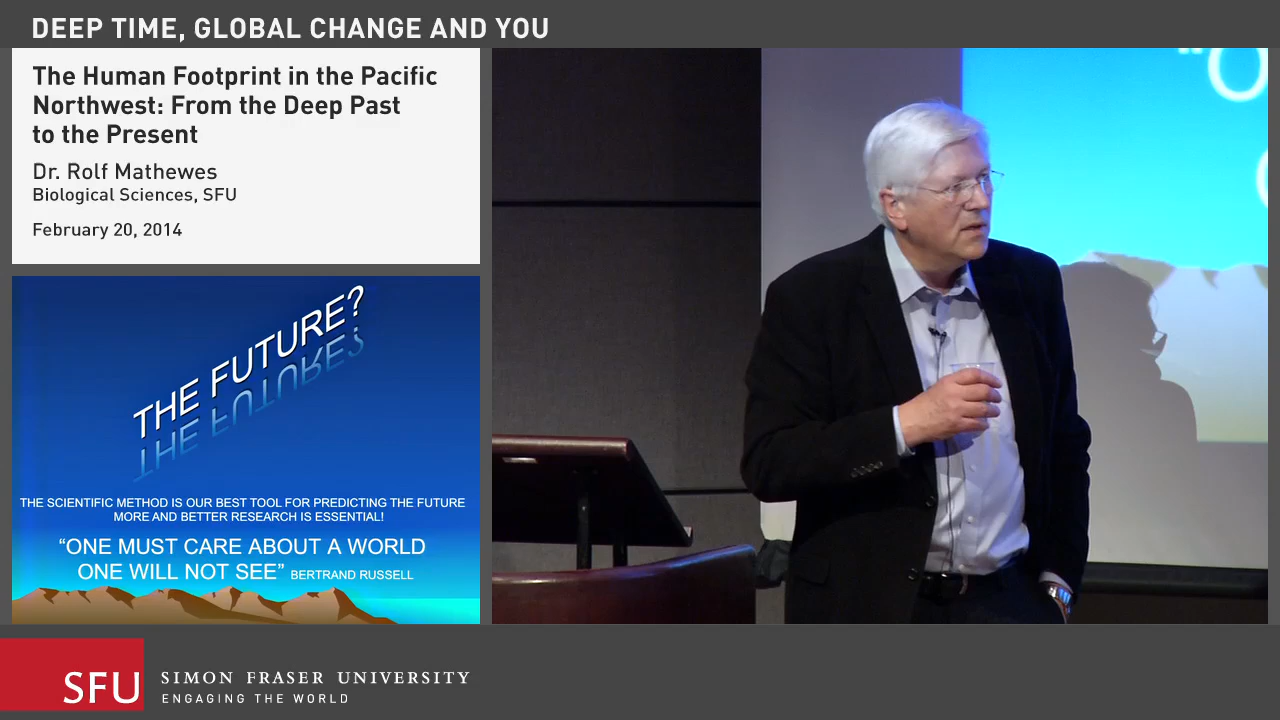 DEEP TIME, GLOBAL CHANGE AND YOU
The Human Footprint in the Pacific
Northwest: From the Deep Past
to the Present
Dr. Rolf Mathewes
Biological Sciences, SFU
February 20, 2014
THE FUTURE?
THE SCIENTIFIC METHOD IS OUR BEST TOOL FOR PREDICTING THE FUTURE
MORE AND BETTER RESEARCH IS ESSENTIAL!
“ONE MUST CARE ABOUT A WORLD
ONE WILL NOT SEE” BERTRAND RUSSELL
"O
SFU
SIMON FRASER UNIVERSITY
ENGAGING THE WORLD